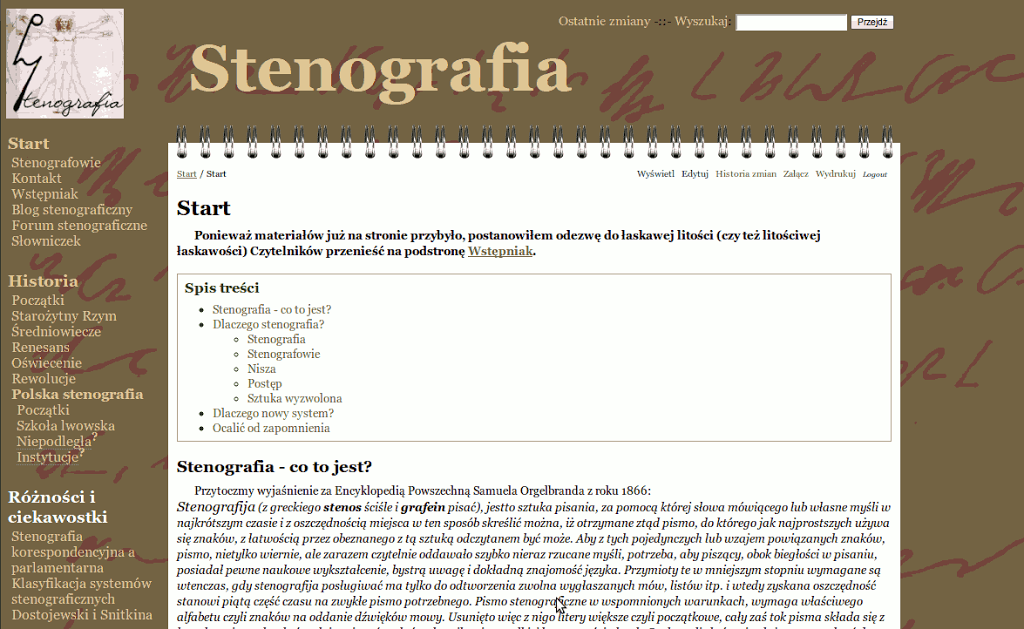 Ostatnie zmiany -::- Wyszukaj: Przejdź
Stenografia
tenografia
Start
Stenografowie
Kontakt
Wstępniak
Blog stenograficzny
Forum stenograficzne
Słowniczek
Historia
Początki
Starożytny Rzym
Średniowiecze
Renesans
Oświecenie
Rewolucje
Polska stenografia
Początki
Szkoła lwowska
Niepodległa?
Instytucje?
Różności i
ciekawostki
Stenografia
korespondencyjna a
parlamentarna
Klasyfikacja systemów
stenograficznych
Dostojewski i Snitkina
Start / Start
Wyświetl Edytuj Historia zmian Załącz Wydrukuj Logout
Start
Ponieważ materiałów już na stronie przybyło, postanowiłem odezwę do łaskawej litości (czy też litościwej
łaskawości) Czytelników przenieść na podstronę Wstępniak.
Spis treści
Stenografia - co to jest?
Dlaczego stenografia?
Stenografia
Stenografowie
Nisza
Postęp
Sztuka wyzwolona
Dlaczego nowy system?
Ocalić od zapomnienia
Stenografia - co to jest?
Przytoczmy wyjaśnienie za Encyklopedią Powszechną Samuela Orgelbranda z roku 1866:
Stenografija (z greckiego stenos ściśle i grafein pisać), jestto sztuka pisania, za pomocą której słowa mówiącego lub własne myśli w
najkrótszym czasie i z oszczędnością miejsca w ten sposób skreślić można, iż otrzymane ztąd pismo, do którego jak najprostszych używa
się znaków, z łatwością przez obeznanego z tą sztuką odczytanem być może. Aby z tych pojedynczych lub wzajem powiązanych znaków,
pismo, nietylko wiernie, ale zarazem czytelnie oddawało szybko nieraz rzucane myśli, potrzeba, aby piszący, obok biegłości w pisaniu,
posiadał pewne naukowe wykształcenie, bystrą uwagę i dokładną znajomość języka. Przymioty te w mniejszym stopniu wymagane są
wtenczas, gdy stenografija posługiwać ma tylko do odtworzenia zwolna wygłaszanych mów, listów itp. i wtedy zyskana oszczędność
stanowi piątą część czasu na zwykłe pismo potrzebnego. Pismo stenograficzne w wspomnionych warunkach, wymaga właściwego
alfabetu czyli znaków na oddanie dźwięków mowy. Usunięto więc z niego litery większe czyli początkowe, cały zaś tok pisma składa się z